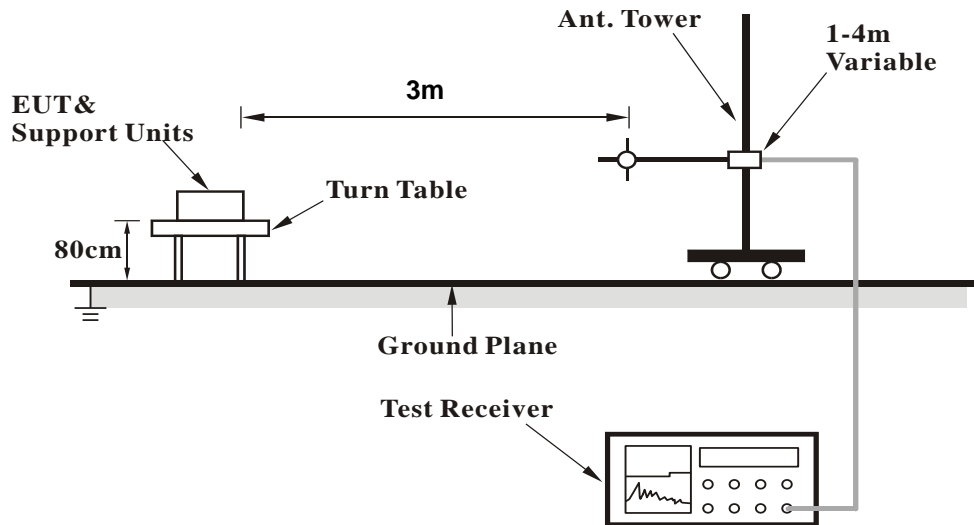 Ant. Tower
1-4m
Variable
3m
EUT&
Support Units
Turn Table
80cm
Ground Plane
Test Receiver